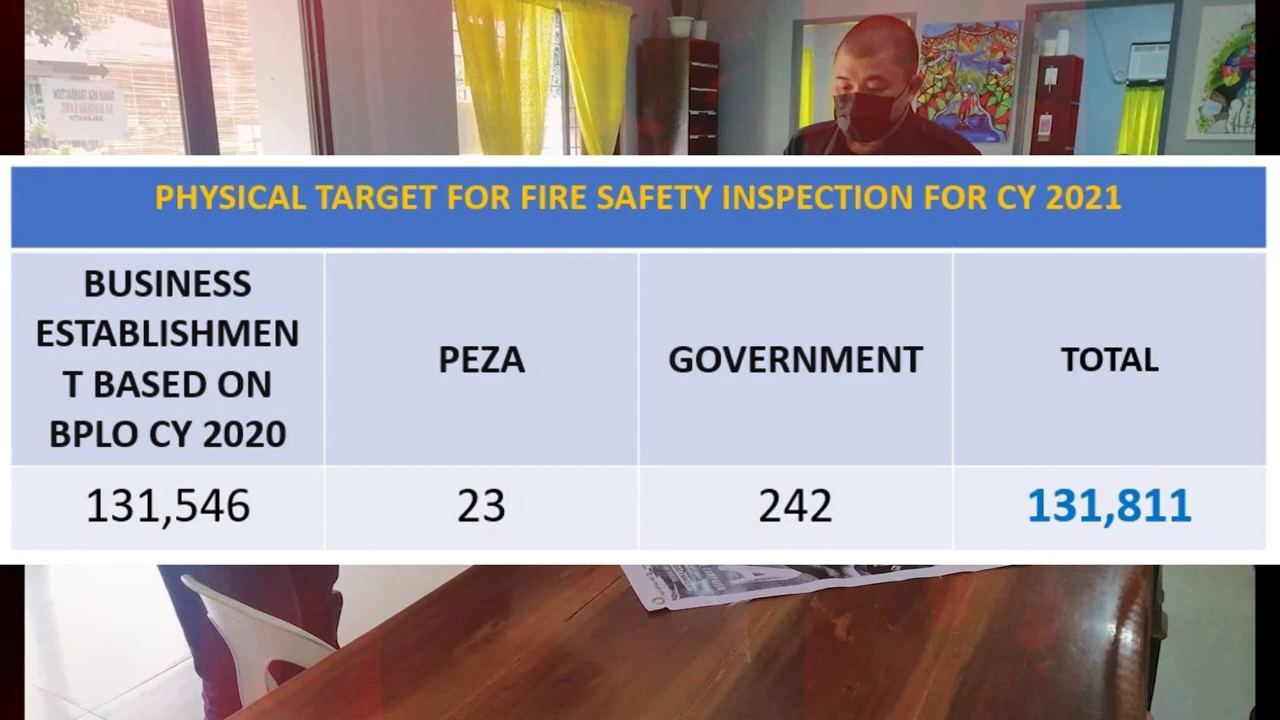 PHYSICAL TARGET FOR FIRE SAFETY INSPECTION FOR CY 2021
BUSINESS
ESTABLISHMEN
T BASED ON
BPLO CY 2020
PEZA
GOVERNMENT
TOTAL
131,546
23
242
131,811